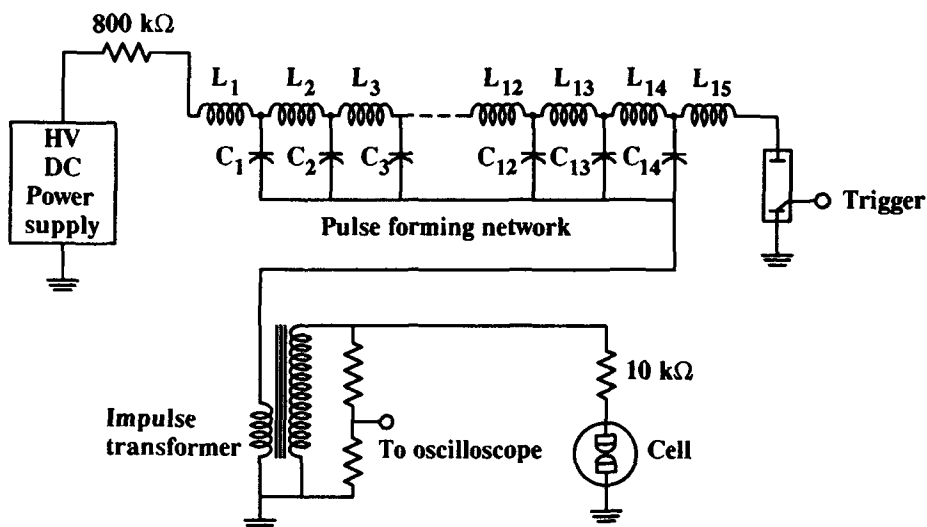 800 kΩ
L1
L2
L3
L12
L13
L14
L15
HV
DC
Power
supply
C1
C2
C3
C12
C13
C14
Trigger
Pulse forming network
10 kΩ
Impulse
transformer
To oscilloscope
Cell